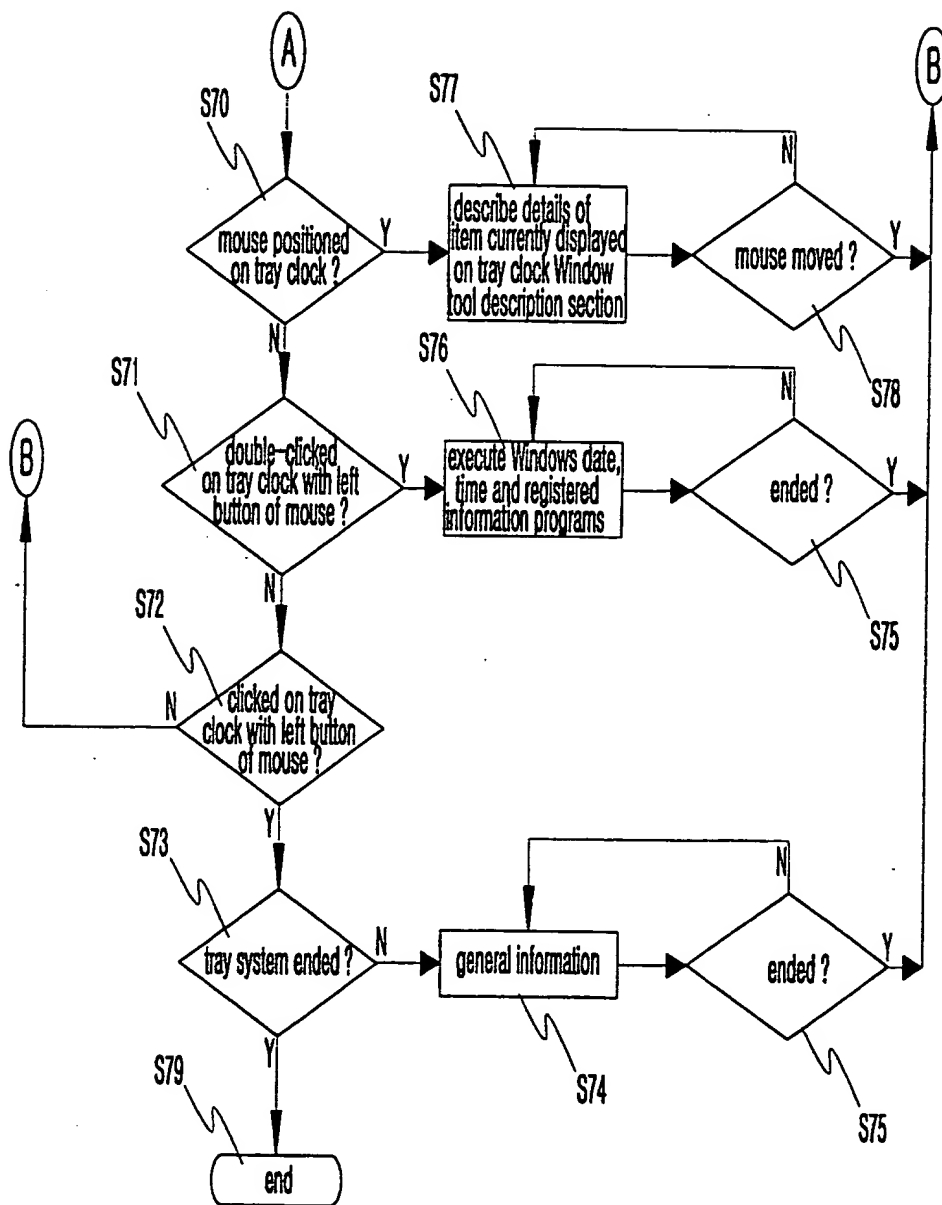 A
B
S70
S77
N
mouse positioned
on tray clock ?
Y
describe details of
item currently displayed
on tray clock Window
tool description section
mouse moved ?
Y
N
S78
S71
S76
N
B
double-clicked
on tray clock with left
button of mouse ?
Y
execute Windows date,
time and registered
information programs
ended ?
Y
N
S75
S72
N
clicked on tray
clock with left button
of mouse ?
Y
S73
N
tray system ended ?
N
general information
ended ?
Y
Y
S74
S75
S79
end